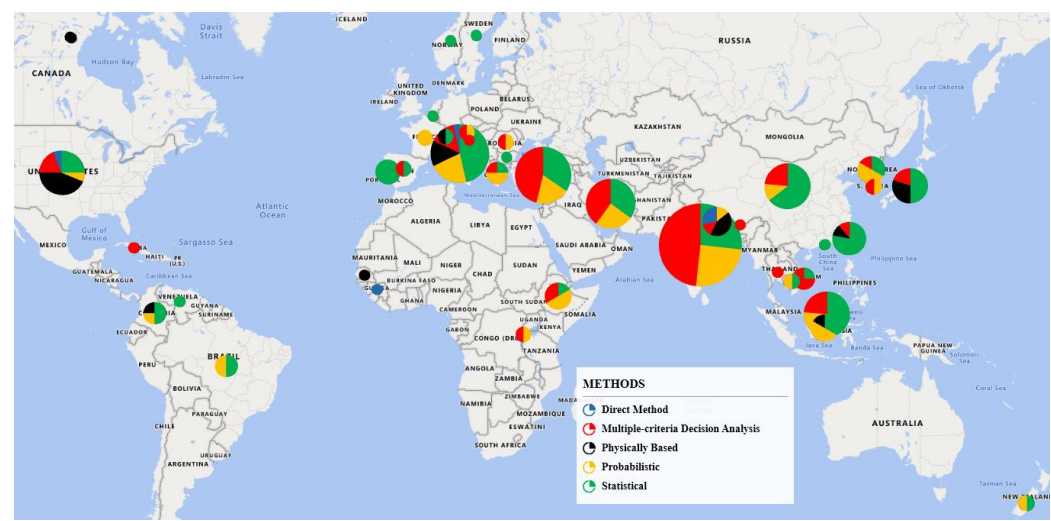 ICELAND
Davis
Strait
SWEDEN
NORWAY
FINLAND
RUSSIA
CANADA
Hudson Bay
Labrador Sea
UNITED
KINGDOM
DENMARK
IRELAND
BELARUS
POLAND
UKRAINE
Sea of Okhotsk
KAZAKHSTAN
MONGOLIA
UZBEKISTAN
TURKMENISTAN
TAJIKISTAN
Atlantic
Ocean
Mediterranean Sea
IRAQ
MOROCCO
ALGERIA
LIBYA
EGYPT
Gulf of
Mexico
Sargasso Sea
MEXICO
HAITI
PR
(U.S.)
SAUDI ARABIA
OMAN
MYANMAR
South
China
Sea
Philippine Sea
MAURITANIA
MALI
NIGER
CHAD
SUDAN
YEMEN
Arabian Sea
GUATEMALA
Caribbean Sea
NICARAGUA
BURKINA FASO
NIGERIA
GHANA
PHILIPPINES
VENEZUELA
GUYANA
SURINAME
CAMEROON
SOUTH SUDAN
SOMALIA
MALAYSIA
ECUADOR
GABON
UGANDA
KENYA
CONGO (DRC)
TANZANIA
Java Sea
Banda Sea
PAPUA NEW
GUINEA
Solomon
Sea
PERU
BRAZIL
BOLIVIA
ANGOLA
ZAMBIA
ZIMBABWE
NAMIBIA
MOZAMBIQUE
Coral Sea
PARAGUAY
CHILE
ESWATINI
SOUTH AFRICA
URUGUAY
ARGENTINA
AUSTRALIA
Tasman Sea
NEW ZEALAN
METHODS
Direct Method
Multiple-criteria Decision Analysis
Physically Based
Probabilistic
Statistical